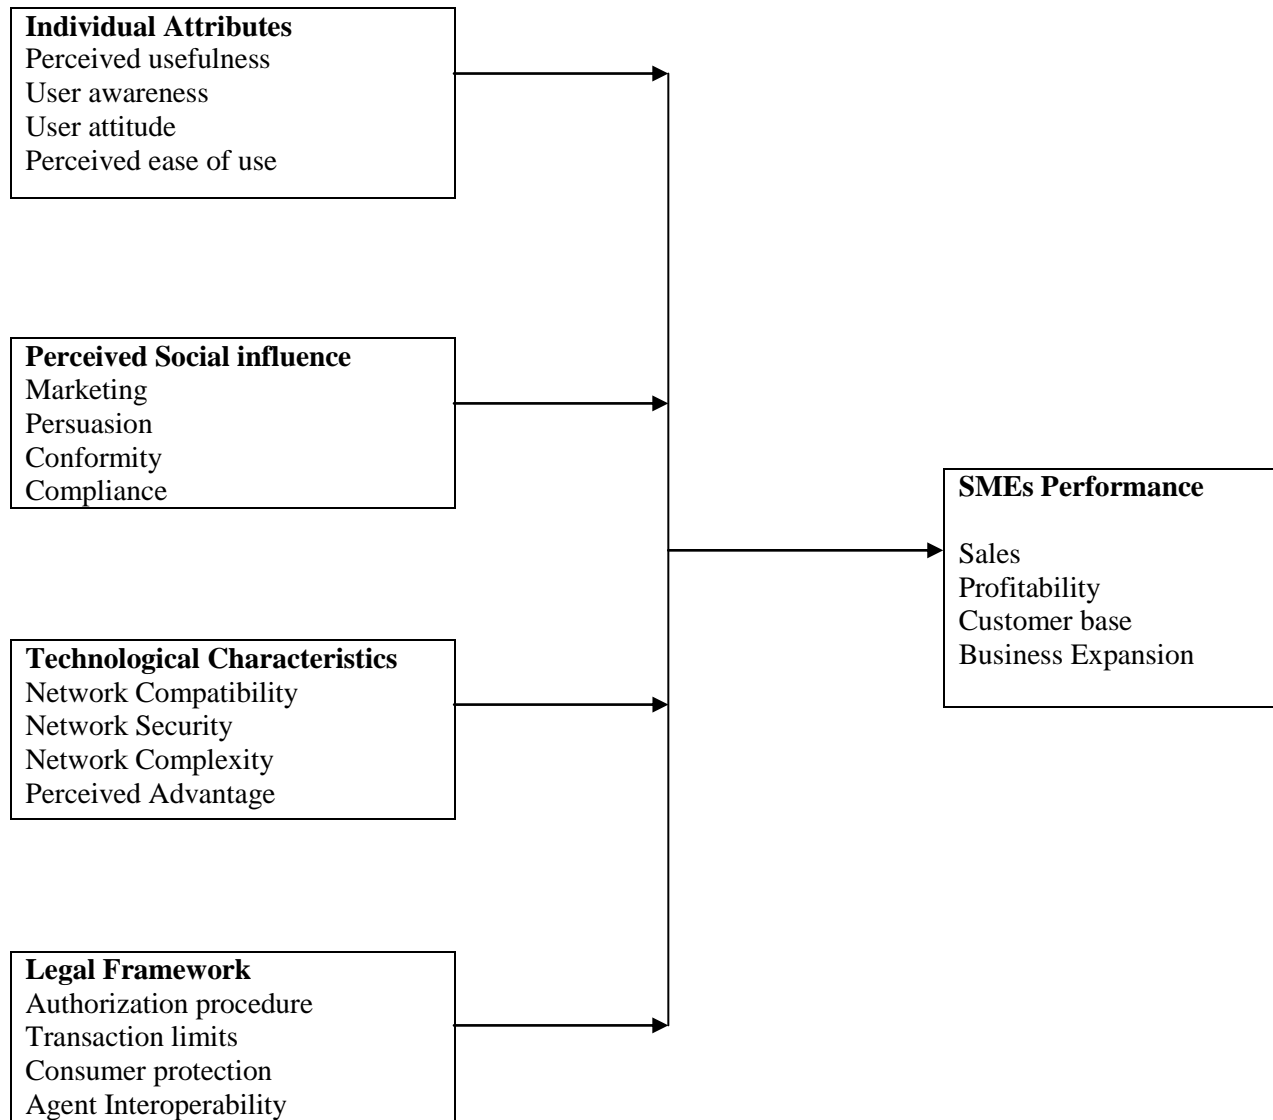 Individual Attributes
Perceived usefulness
User awareness
User attitude
Perceived ease of use
Perceived Social influence
Marketing
Persuasion
Conformity
Compliance
Technological Characteristics
Network Compatibility
Network Security
Network Complexity
Perceived Advantage
Legal Framework
Authorization procedure
Transaction limits
Consumer protection
Agent Interoperability
SMEs Performance
Sales
Profitability
Customer base
Business Expansion